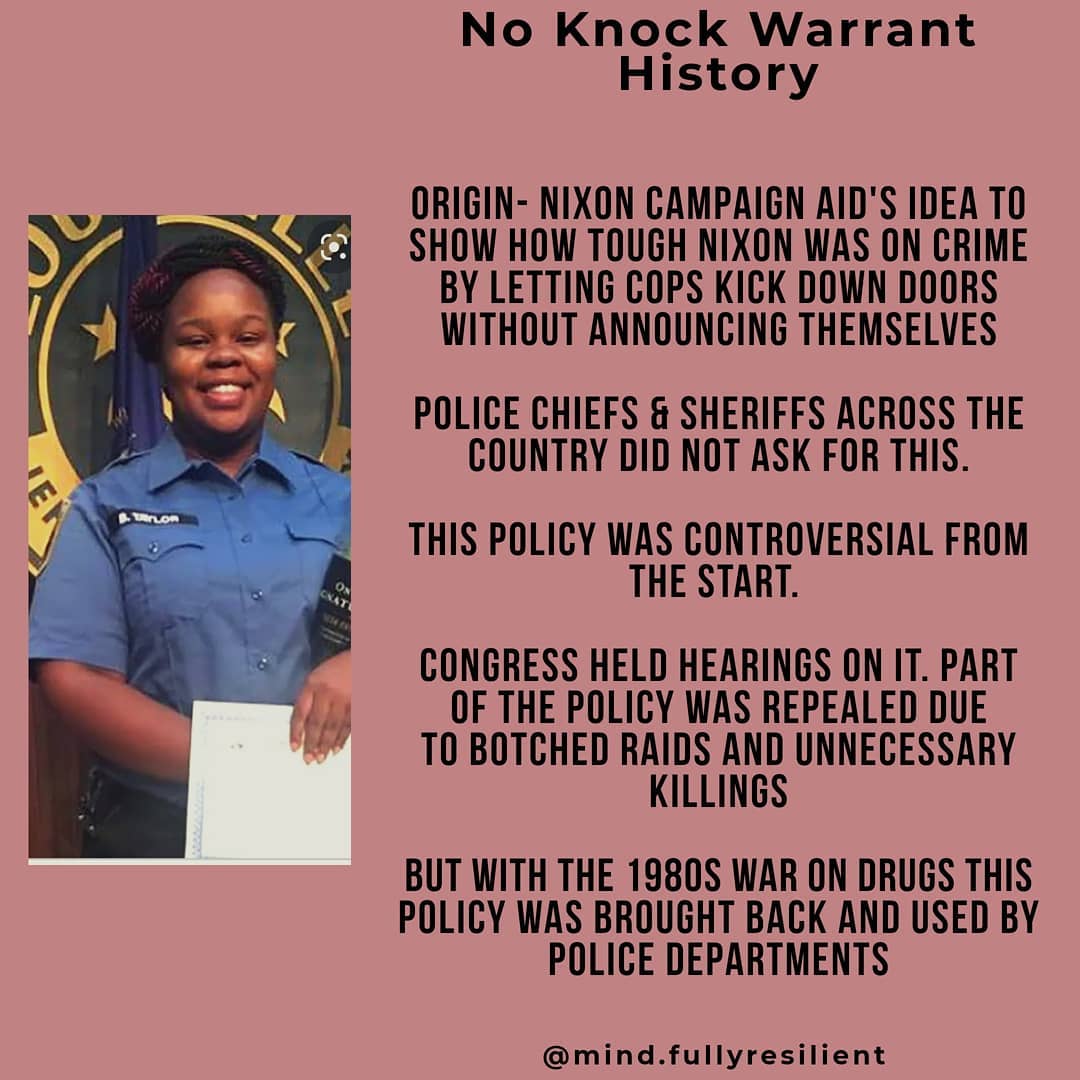 No Knock Warrant
History
ORIGIN- NIXON CAMPAIGN AID'S IDEA TO
SHOW HOW TOUGH NIXON WAS ON CRIME
BY LETTING COPS KICK DOWN DOORS
WITHOUT ANNOUNCING THEMSELVES
POLICE CHIEFS & SHERIFFS ACROSS THE
COUNTRY DID NOT ASK FOR THIS.
THIS POLICY WAS CONTROVERSIAL FROM
THE START.
CONGRESS HELD HEARINGS ON IT. PART
OF THE POLICY WAS REPEALED DUE
TO BOTCHED RAIDS AND UNNECESSARY
KILLINGS
BUT WITH THE 1980S WAR ON DRUGS THIS
POLICY WAS BROUGHT BACK AND USED BY
POLICE DEPARTMENTS
@mind.fullyresilient
B. TAYLOR